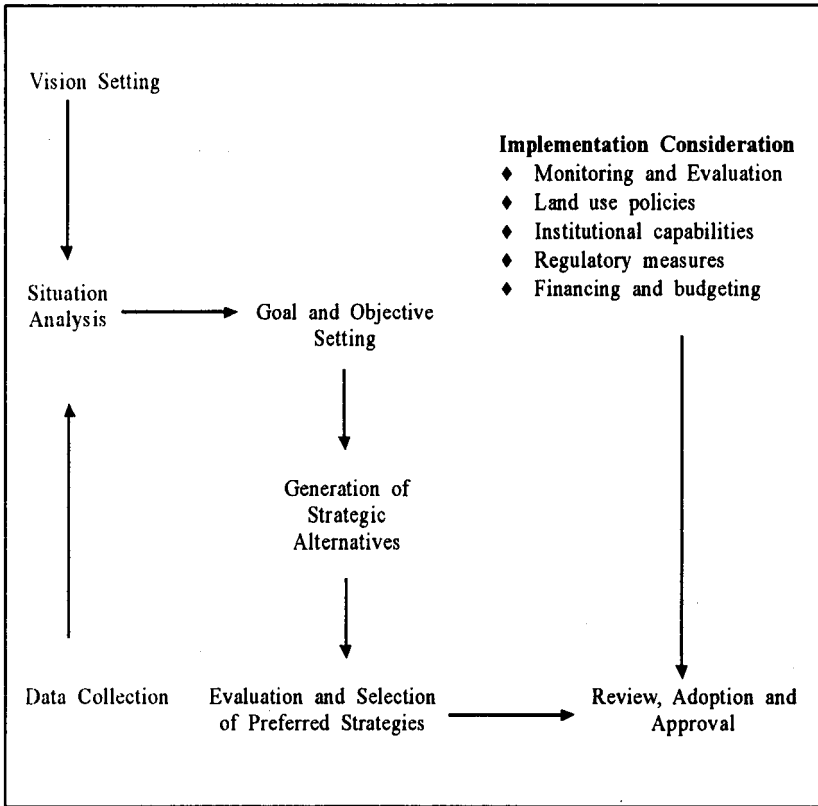 Vision Setting
Implementation Consideration
♦ Monitoring and Evaluation
♦ Land use policies
♦ Institutional capabilities
♦ Regulatory measures
♦ Financing and budgeting
Situation
Analysis
Goal and Objective
Setting
Generation of
Strategic
Alternatives
Data Collection
Evaluation and Selection
of Preferred Strategies
Review, Adoption and
Approval